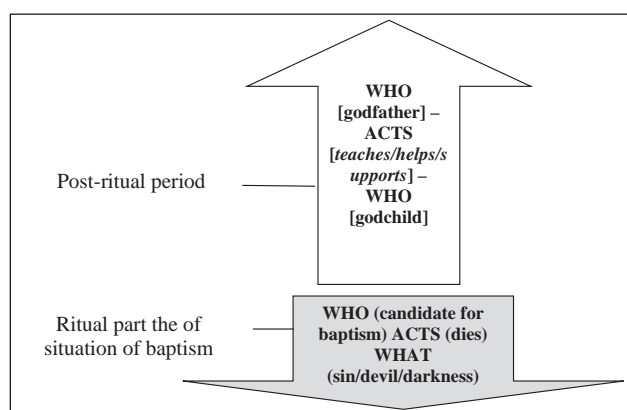 WHO
[godfather] –
ACTS
[teaches/helps/s
upports] –
WHO
[godchild]
Post-ritual period
WHO (candidate for
baptism) ACTS (dies)
WHAT
(sin/devil/darkness)
Ritual part the of
situation of baptism